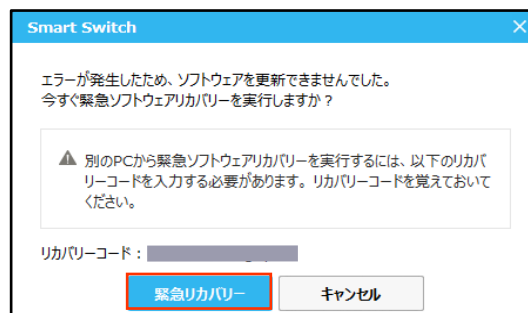 Smart Switch
エラーが発生したため、ソフトウェアを更新できませんでした。
今すぐ緊急ソフトウェアリカバリーを実行しますか？
別のPCから緊急ソフトウェアリカバリーを実行するには、以下のリカバ
リーコードを入力する必要があります。リカバリーコードを覚えておいて
ください。
リカバリーコード：
緊急リカバリー
キャンセル